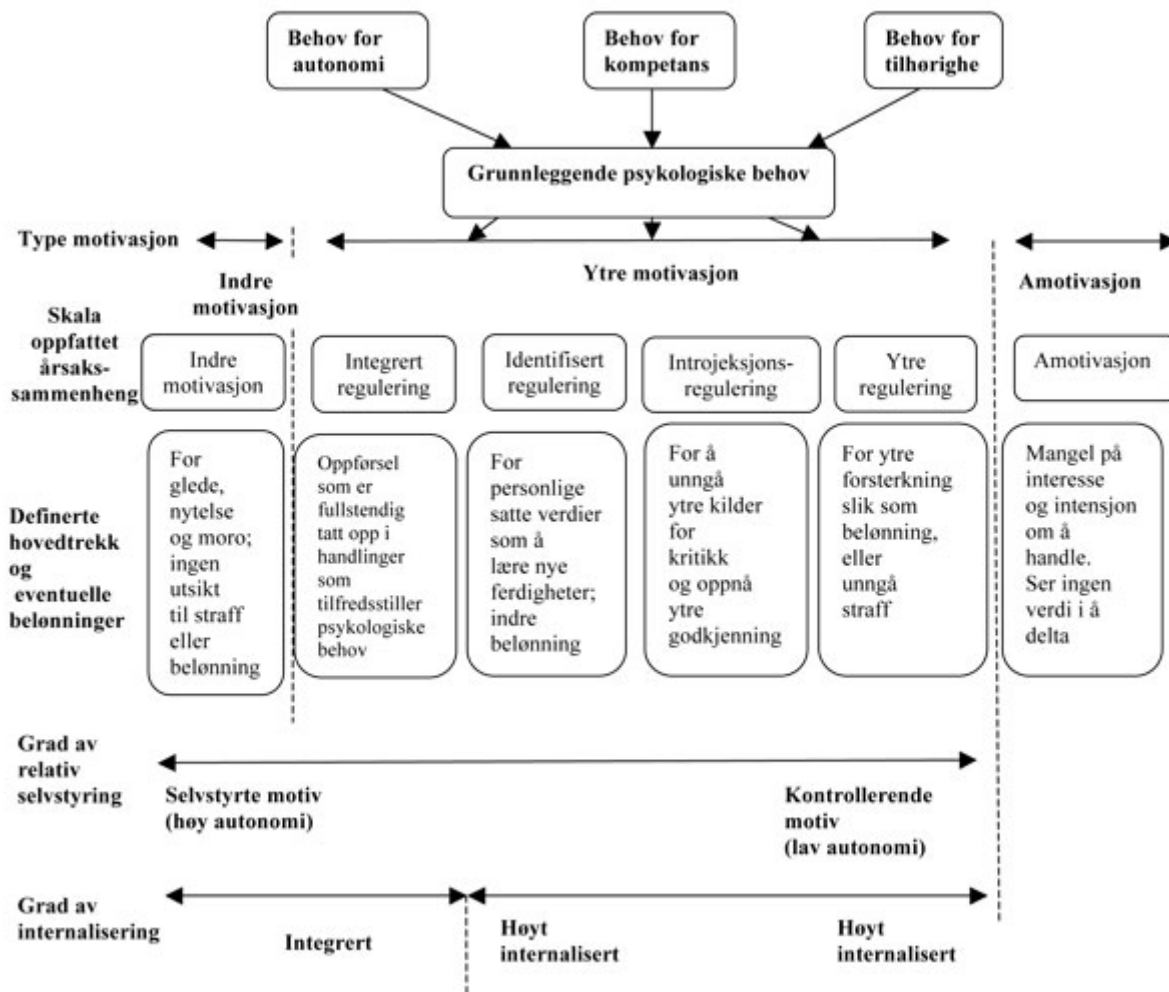 Behov for
autonomi
Behov for
kompetans
Behov for
tilhørighe
Grunnleggende psykologiske behov
Type motivasjon
Indre
motivasjon
Ytre motivasjon
Amotivasjon
Skala
oppfattet
årsaks-
sammenheng
Indre
motivasjon
Integrert
regulering
Identifisert
regulering
Introjeksjons-
regulering
Ytre
regulering
Amotivasjon
Definerte
hovedtrekk
og
eventuelle
belønninger
For
glede,
nytelse
og moro;
ingen
utsikt
til straff
eller
belønning
Oppførsel
som er
fullstendig
tatt opp i
handlinger
som
tilfredsstiller
psykologiske
behov
For
personlige
satte verdier
som å
lære nye
ferdigheter;
indre
belønning
For å
unngå
ytre kilder
for
kritikk
og oppnå
ytre
godkjenning
For ytre
forsterkning
slik som
belønning,
eller
unngå
straff
Mangel på
interesse
og intensjon
om å
handle.
Ser ingen
verdi i å
delta
Grad av
relativ
selvstyring
Selvstyrte motiv
(høy autonomi)
Kontrollerende
motiv
(lav autonomi)
Grad av
internalisering
Integrert
Høyt
internalisert
Høyt
internalisert